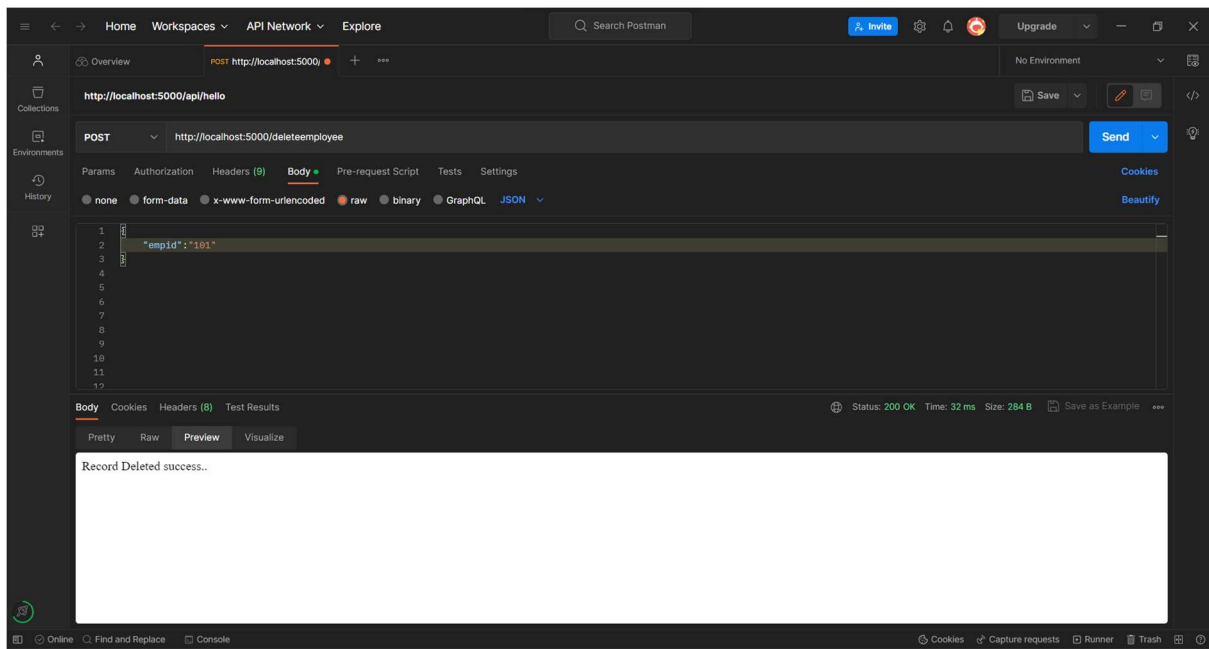 Home Workspaces API Network Explore Search Postman Invite Upgrade
Overview POST http://localhost:5000/ No Environment
Collections
http://localhost:5000/api/hello Save
Environments
POST http://localhost:5000/deleteemployee Send
Params Authorization Headers (9) Body Pre-request Script Tests Settings Cookies
History
none form-data x-www-form-urlencoded raw binary GraphQL JSON Beautify
1 {
2 "empid":"101"
3 }
4
5
6
7
8
9
10
11
12
Body Cookies Headers (8) Test Results Status: 200 OK Time: 32 ms Size: 284 B Save as Example
Pretty Raw Preview Visualize
Record Deleted success..
Online Find and Replace Console Cookies Capture requests Runner Trash